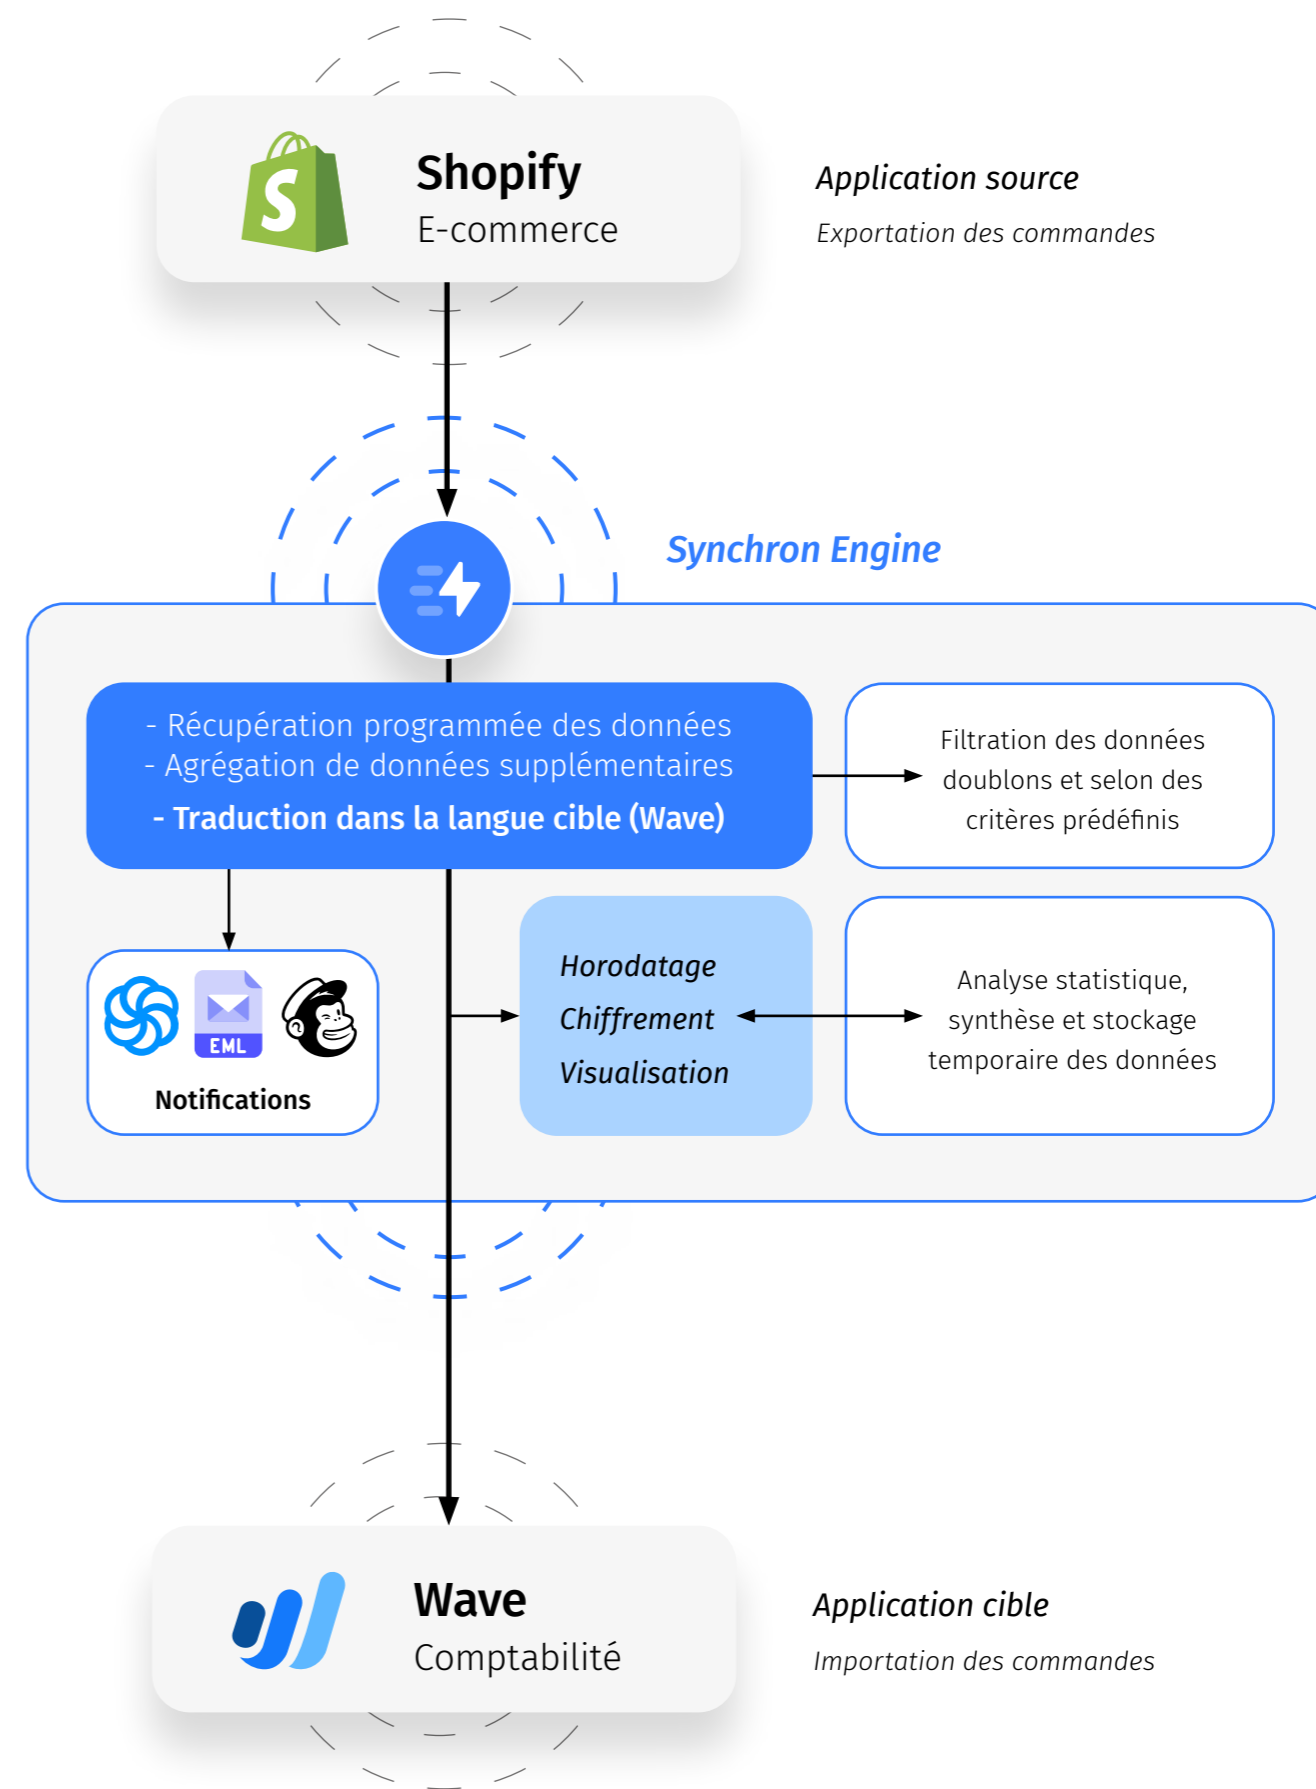 Shopify
E-commerce
Application source
Exportation des commandes
Synchron Engine
- Récupération programmée des données
- Agrégation de données supplémentaires
- Traduction dans la langue cible (Wave)
Filtration des données
doublons et selon des
critères prédéfinis
EML
Notifications
Horodatage
Chiffrement
Visualisation
Analyse statistique,
synthèse et stockage
temporaire des données
Wave
Comptabilité
Application cible
Importation des commandes